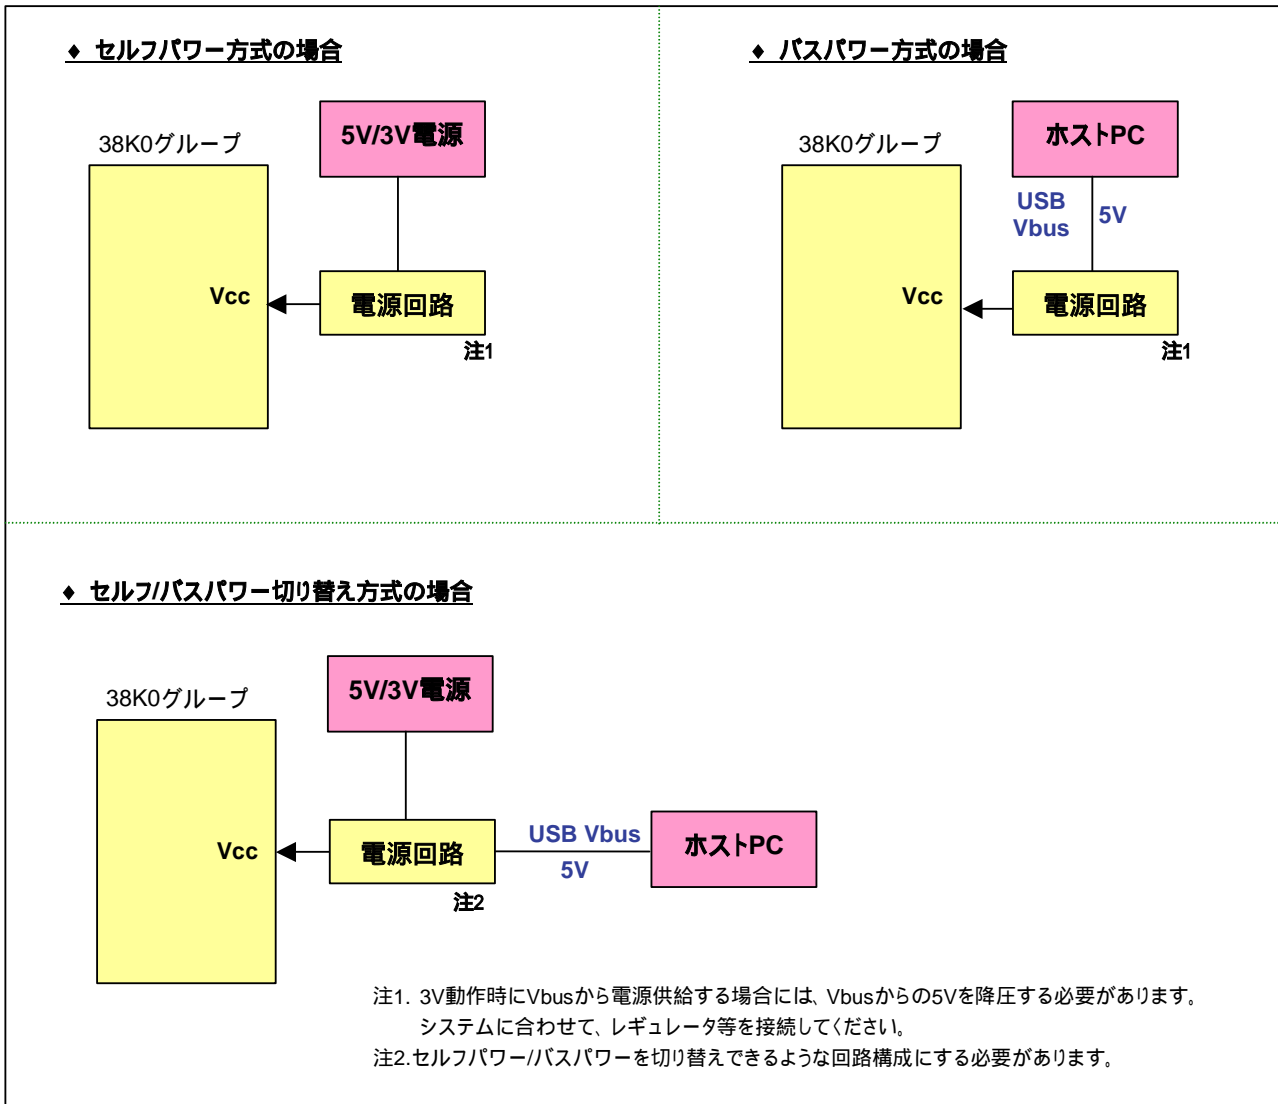 ♦ セルフパワー方式の場合
38K0グループ
5V/3V電源
Vcc
電源回路
注1
♦ バスパワー方式の場合
38K0グループ
ホストPC
USB
Vbus
5V
Vcc
電源回路
注1
♦ セルフ/バスパワー切り替え方式の場合
38K0グループ
5V/3V電源
Vcc
電源回路
注2
USB Vbus
5V
ホストPC
注1. 3V動作時にVbusから電源供給する場合には、Vbusからの5Vを降圧する必要があります。
システムに合わせて、レギュレータ等を接続してください。
注2.セルフパワー/バスパワーを切り替えできるような回路構成にする必要があります。